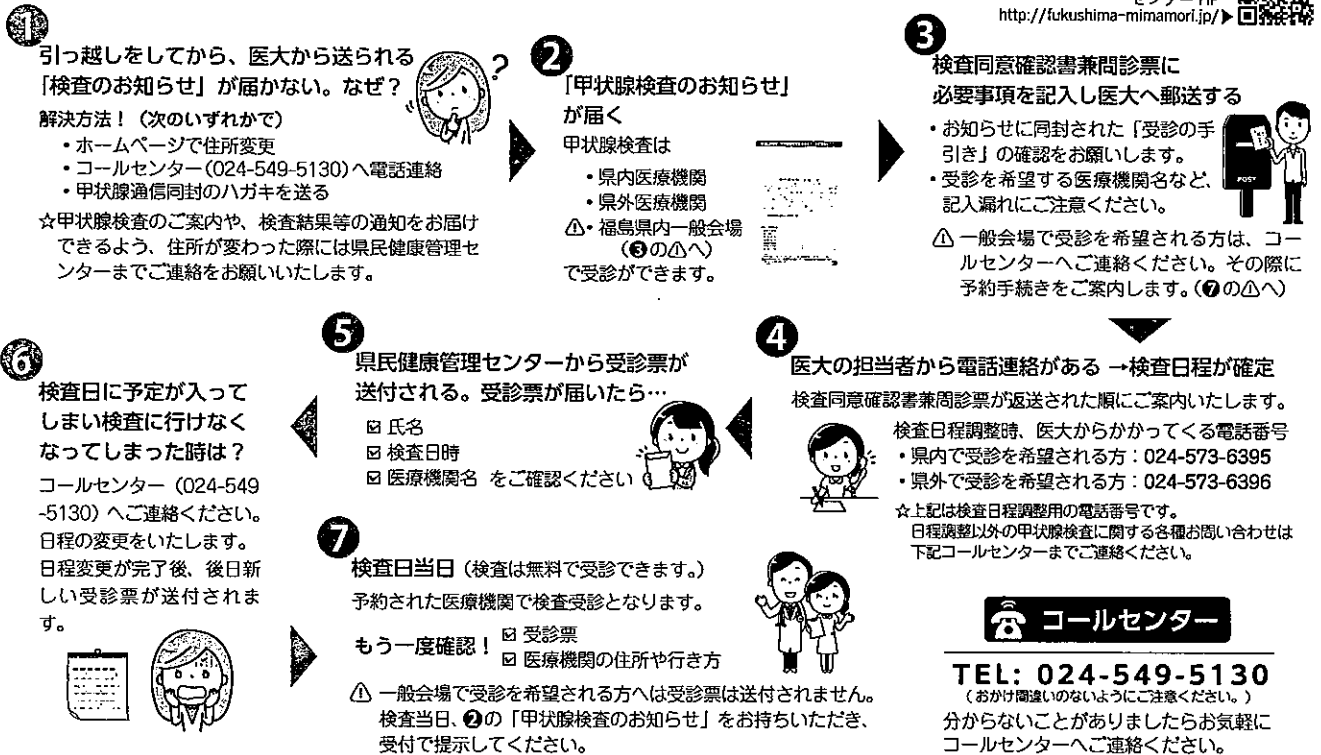 センターHP
http://fukushima-mimamori.jp/▶
❶
引っ越しをしてから、医大から送られる
「検査のお知らせ」が届かない。なぜ?
解決方法!(次のいずれかで)
・ホームページで住所変更
・コールセンター(024-549-5130)へ電話連絡
・甲状腺通信同封のハガキを送る
☆甲状腺検査のご案内や、検査結果等の通知をお届け
できるよう、住所が変わった際には県民健康管理セ
ンターまでご連絡をお願いいたします。
?
❷
「甲状腺検査のお知らせ」
が届く
甲状腺検査は
・県内医療機関
・県外医療機関
⚠・福島県内一般会場
(❸の⚠へ)
で受診ができます。
❸
検査同意確認書兼問診票に
必要事項を記入し医大へ郵送する
・お知らせに同封された「受診の手
引き」の確認をお願いします。
・受診を希望する医療機関名など、
記入漏れにご注意ください。
POST
⚠一般会場で受診を希望される方は、コー
ルセンターへご連絡ください。その際に
予約手続きをご案内します。(❼の⚠へ)
❹
医大の担当者から電話連絡がある →検査日程が確定
検査同意確認書兼問診票が返送された順にご案内いたします。
検査日程調整時、医大からかかってくる電話番号
・県内で受診を希望される方:024-573-6395
・県外で受診を希望される方:024-573-6396
☆上記は検査日程調整用の電話番号です。
日程調整以外の甲状腺検査に関する各種お問い合わせは
下記コールセンターまでご連絡ください。
❺
県民健康管理センターから受診票が
送付される。受診票が届いたら…
☑ 氏名
☑ 検査日時
☑ 医療機関名 をご確認ください
❻
検査日に予定が入って
しまい検査に行けなく
なってしまった時は?
コールセンター(024-549
-5130)へご連絡ください。
日程の変更をいたします。
日程変更が完了後、後日新
しい受診票が送付されま
す。
❼
検査日当日(検査は無料で受診できます。)
予約された医療機関で検査受診となります。
もう一度確認!
☑ 受診票
☑ 医療機関の住所や行き方
⚠ 一般会場で受診を希望される方へは受診票は送付されません。
検査当日、❷の「甲状腺検査のお知らせ」をお持ちいただき、
受付で提示してください。
コールセンター
TEL: 024-549-5130
(おかけ間違いのないようにご注意ください。)
分からないことがありましたらお気軽に
コールセンターへご連絡ください。